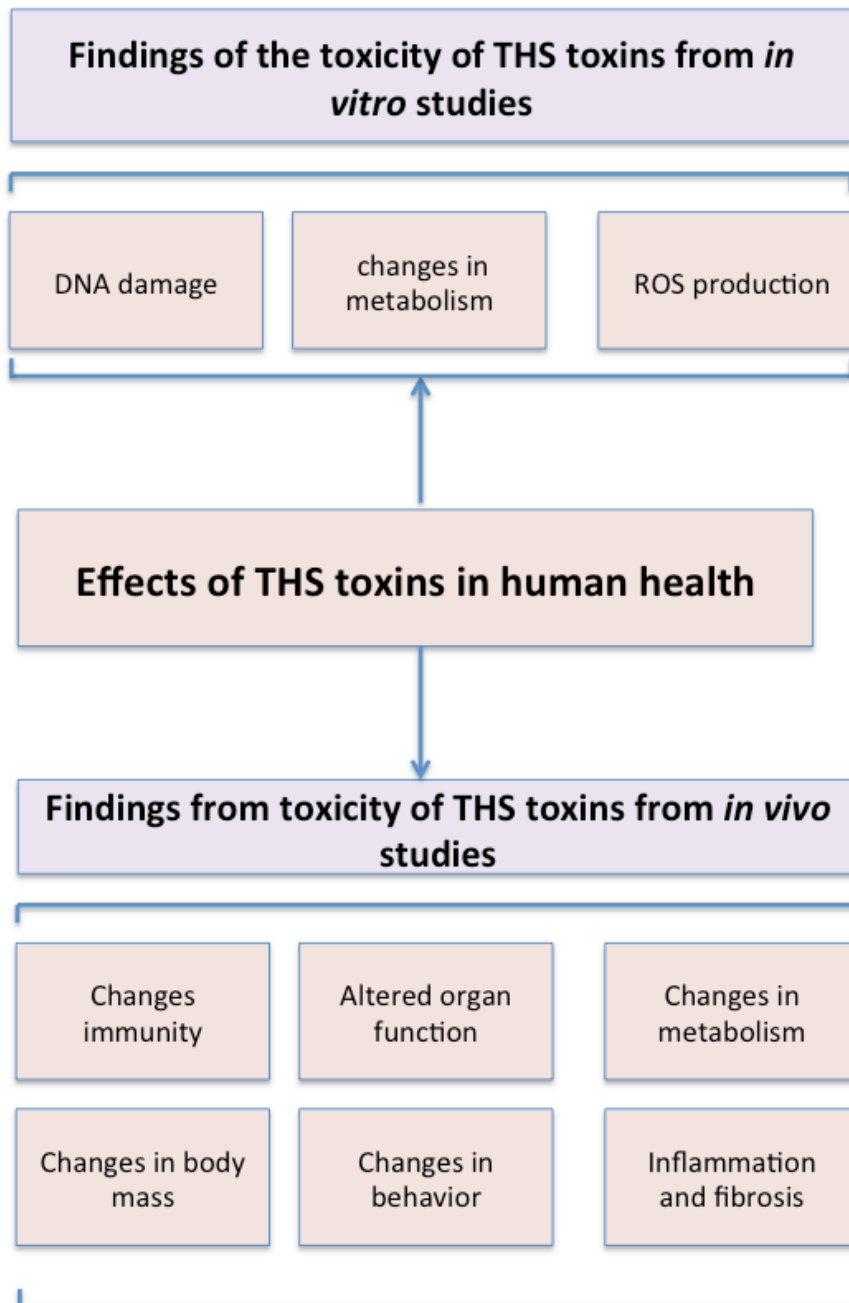 Findings of the toxicity of THS toxins from in
vitro studies
DNA damage
changes in
metabolism
ROS production
Effects of THS toxins in human health
Findings from toxicity of THS toxins from in vivo
studies
Changes
immunity
Altered organ
function
Changes in
metabolism
Changes in body
mass
Changes in
behavior
Inflammation
and fibrosis